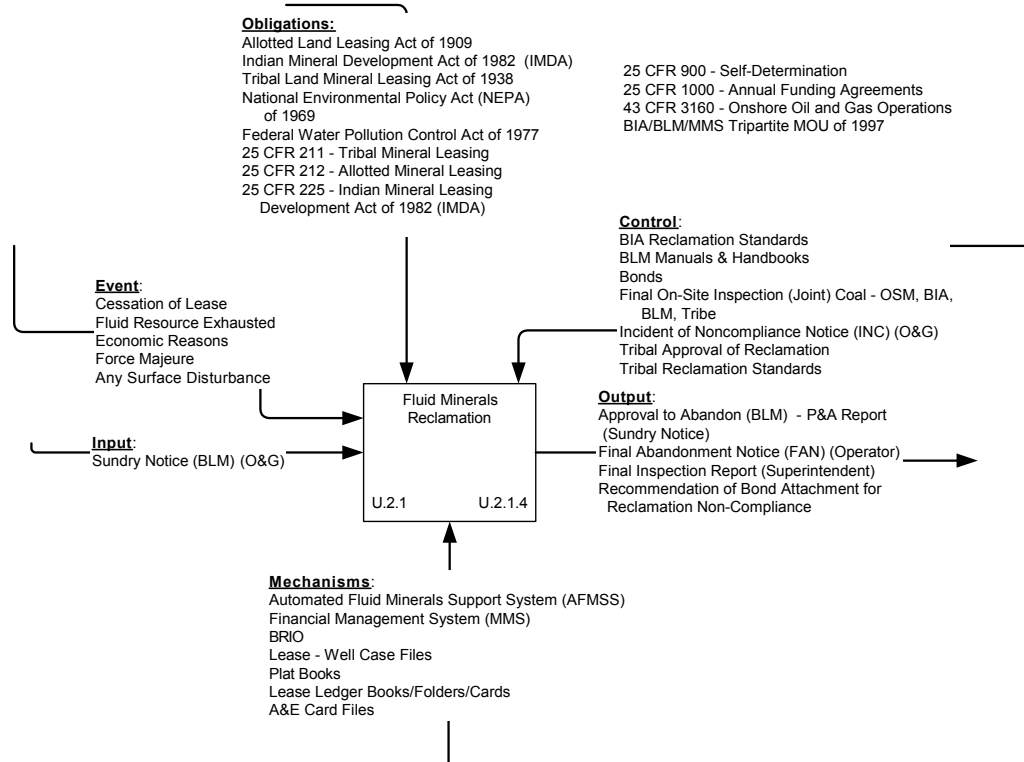 Obligations:
Allotted Land Leasing Act of 1909
Indian Mineral Development Act of 1982 (IMDA)
Tribal Land Mineral Leasing Act of 1938
National Environmental Policy Act (NEPA)
of 1969
Federal Water Pollution Control Act of 1977
25 CFR 211 - Tribal Mineral Leasing
25 CFR 212 - Allotted Mineral Leasing
25 CFR 225 - Indian Mineral Leasing
Development Act of 1982 (IMDA)
25 CFR 900 - Self-Determination
25 CFR 1000 - Annual Funding Agreements
43 CFR 3160 - Onshore Oil and Gas Operations
BIA/BLM/MMS Tripartite MOU of 1997
Control:
BIA Reclamation Standards
BLM Manuals & Handbooks
Bonds
Final On-Site Inspection (Joint) Coal - OSM, BIA,
BLM, Tribe
Incident of Noncompliance Notice (INC) (O&G)
Tribal Approval of Reclamation
Tribal Reclamation Standards
Event:
Cessation of Lease
Fluid Resource Exhausted
Economic Reasons
Force Majeure
Any Surface Disturbance
Input:
Sundry Notice (BLM) (O&G)
Fluid Minerals
Reclamation
U.2.1
U.2.1.4
Output:
Approval to Abandon (BLM) - P&A Report
(Sundry Notice)
Final Abandonment Notice (FAN) (Operator)
Final Inspection Report (Superintendent)
Recommendation of Bond Attachment for
Reclamation Non-Compliance
Mechanisms:
Automated Fluid Minerals Support System (AFMSS)
Financial Management System (MMS)
BRIO
Lease - Well Case Files
Plat Books
Lease Ledger Books/Folders/Cards
A&E Card Files